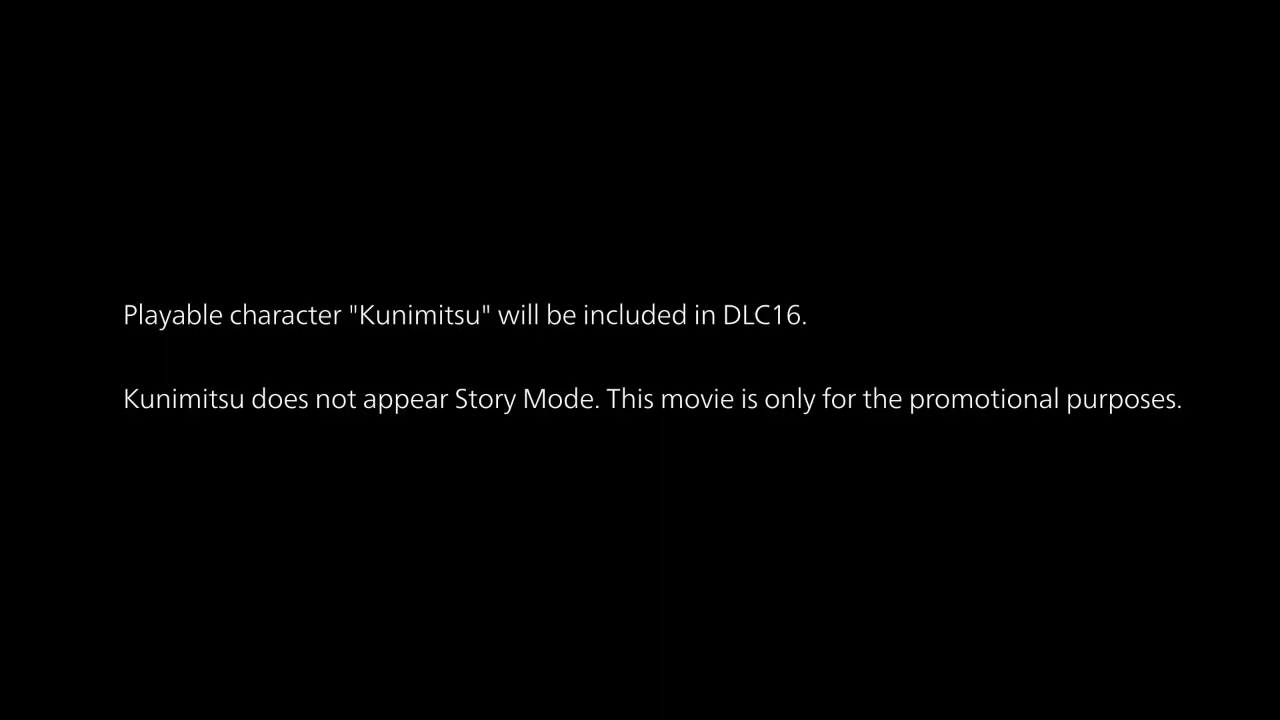 Playable character "Kunimitsu" will be included in DLC16.
Kunimitsu does not appear Story Mode. This movie is only for the promotional purposes.